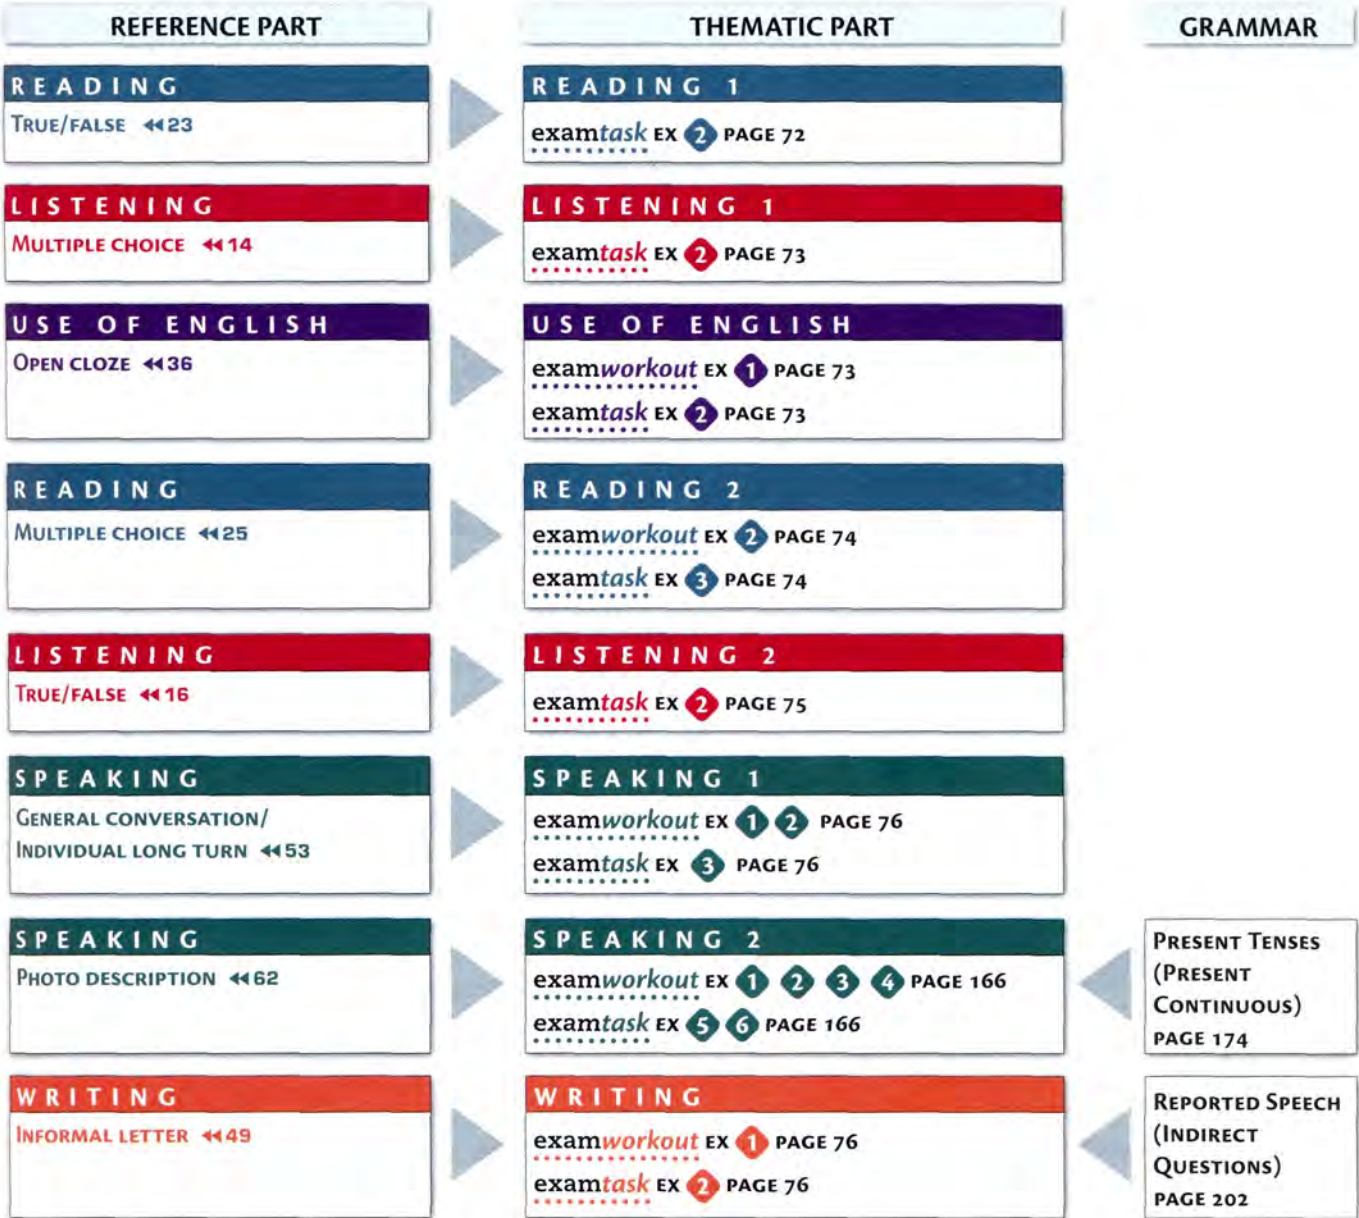 REFERENCE PART
THEMATIC PART
GRAMMAR
READING
TRUE/FALSE ◀◀23
READING 1
examtask EX 2 PAGE 72
LISTENING
MULTIPLE CHOICE ◀◀14
LISTENING 1
examtask EX 2 PAGE 73
USE OF ENGLISH
OPEN CLOZE ◀◀36
USE OF ENGLISH
examworkout EX 1 PAGE 73
examtask EX 2 PAGE 73
READING
MULTIPLE CHOICE ◀◀25
READING 2
examworkout EX 2 PAGE 74
examtask EX 3 PAGE 74
LISTENING
TRUE/FALSE ◀◀16
LISTENING 2
examtask EX 2 PAGE 75
SPEAKING
GENERAL CONVERSATION/
INDIVIDUAL LONG TURN ◀◀53
SPEAKING 1
examworkout EX 1 2 PAGE 76
examtask EX 3 PAGE 76
SPEAKING
PHOTO DESCRIPTION ◀◀62
SPEAKING 2
examworkout EX 1 2 3 4 PAGE 166
examtask EX 5 6 PAGE 166
PRESENT TENSES
(PRESENT
CONTINUOUS)
PAGE 174
WRITING
INFORMAL LETTER ◀◀49
WRITING
examworkout EX 1 PAGE 76
examtask EX 2 PAGE 76
REPORTED SPEECH
(INDIRECT
QUESTIONS)
PAGE 202